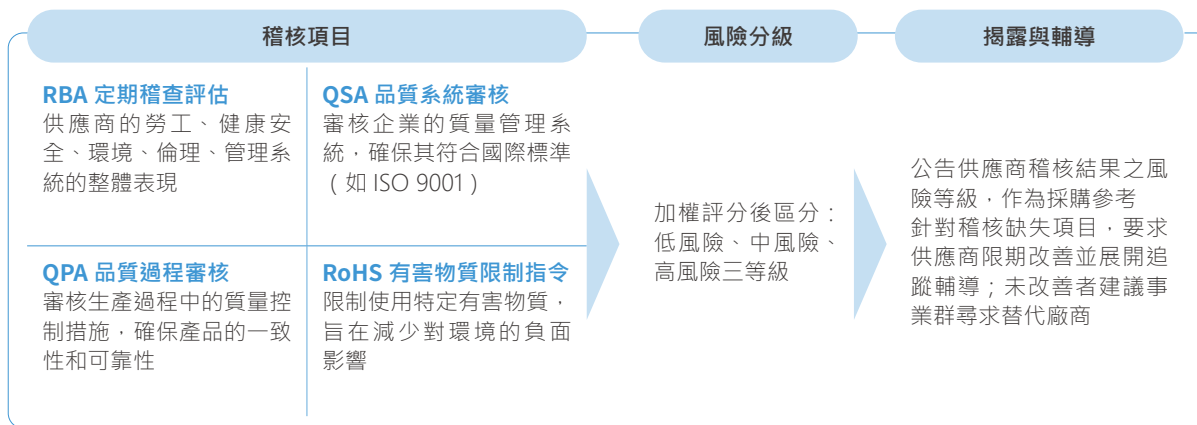 稽核項目
風險分級
揭露與輔導
RBA 定期稽查評估
供應商的勞工、健康安
全、環境、倫理、管理系
統的整體表現
QSA 品質系統審核
審核企業的質量管理系
統，確保其符合國際標準
（如 ISO 9001）
QPA 品質過程審核
審核生產過程中的質量控
制措施，確保產品的一致
性和可靠性
RoHS 有害物質限制指令
限制使用特定有害物質，
旨在減少對環境的負面
影響
加權評分後區分：
低風險、中風險、
高風險三等級
公告供應商稽核結果之風
險等級，作為採購參考
針對稽核缺失項目，要求
供應商限期改善並展開追
蹤輔導；未改善者建議事
業群尋求替代廠商